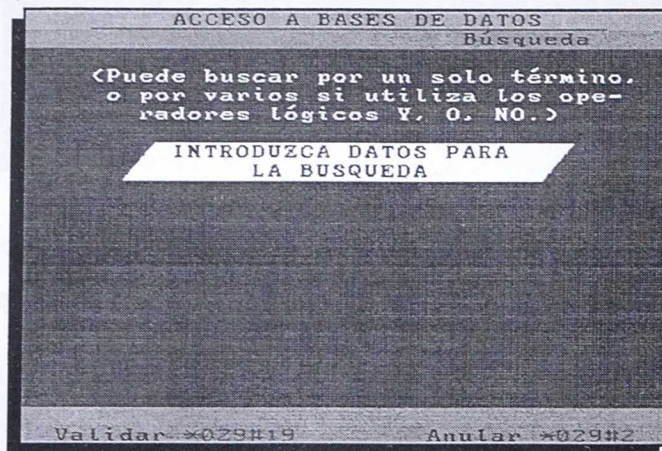 ACCESO A BASES DE DATOS
Búsqueda
<Puede buscar por un solo término,
o por varios si utiliza los ope-
radores lógicos Y, O, NO.>
INTRODUZCA DATOS PARA
LA BUSQUEDA
Validar *029#19 Anular *029#2